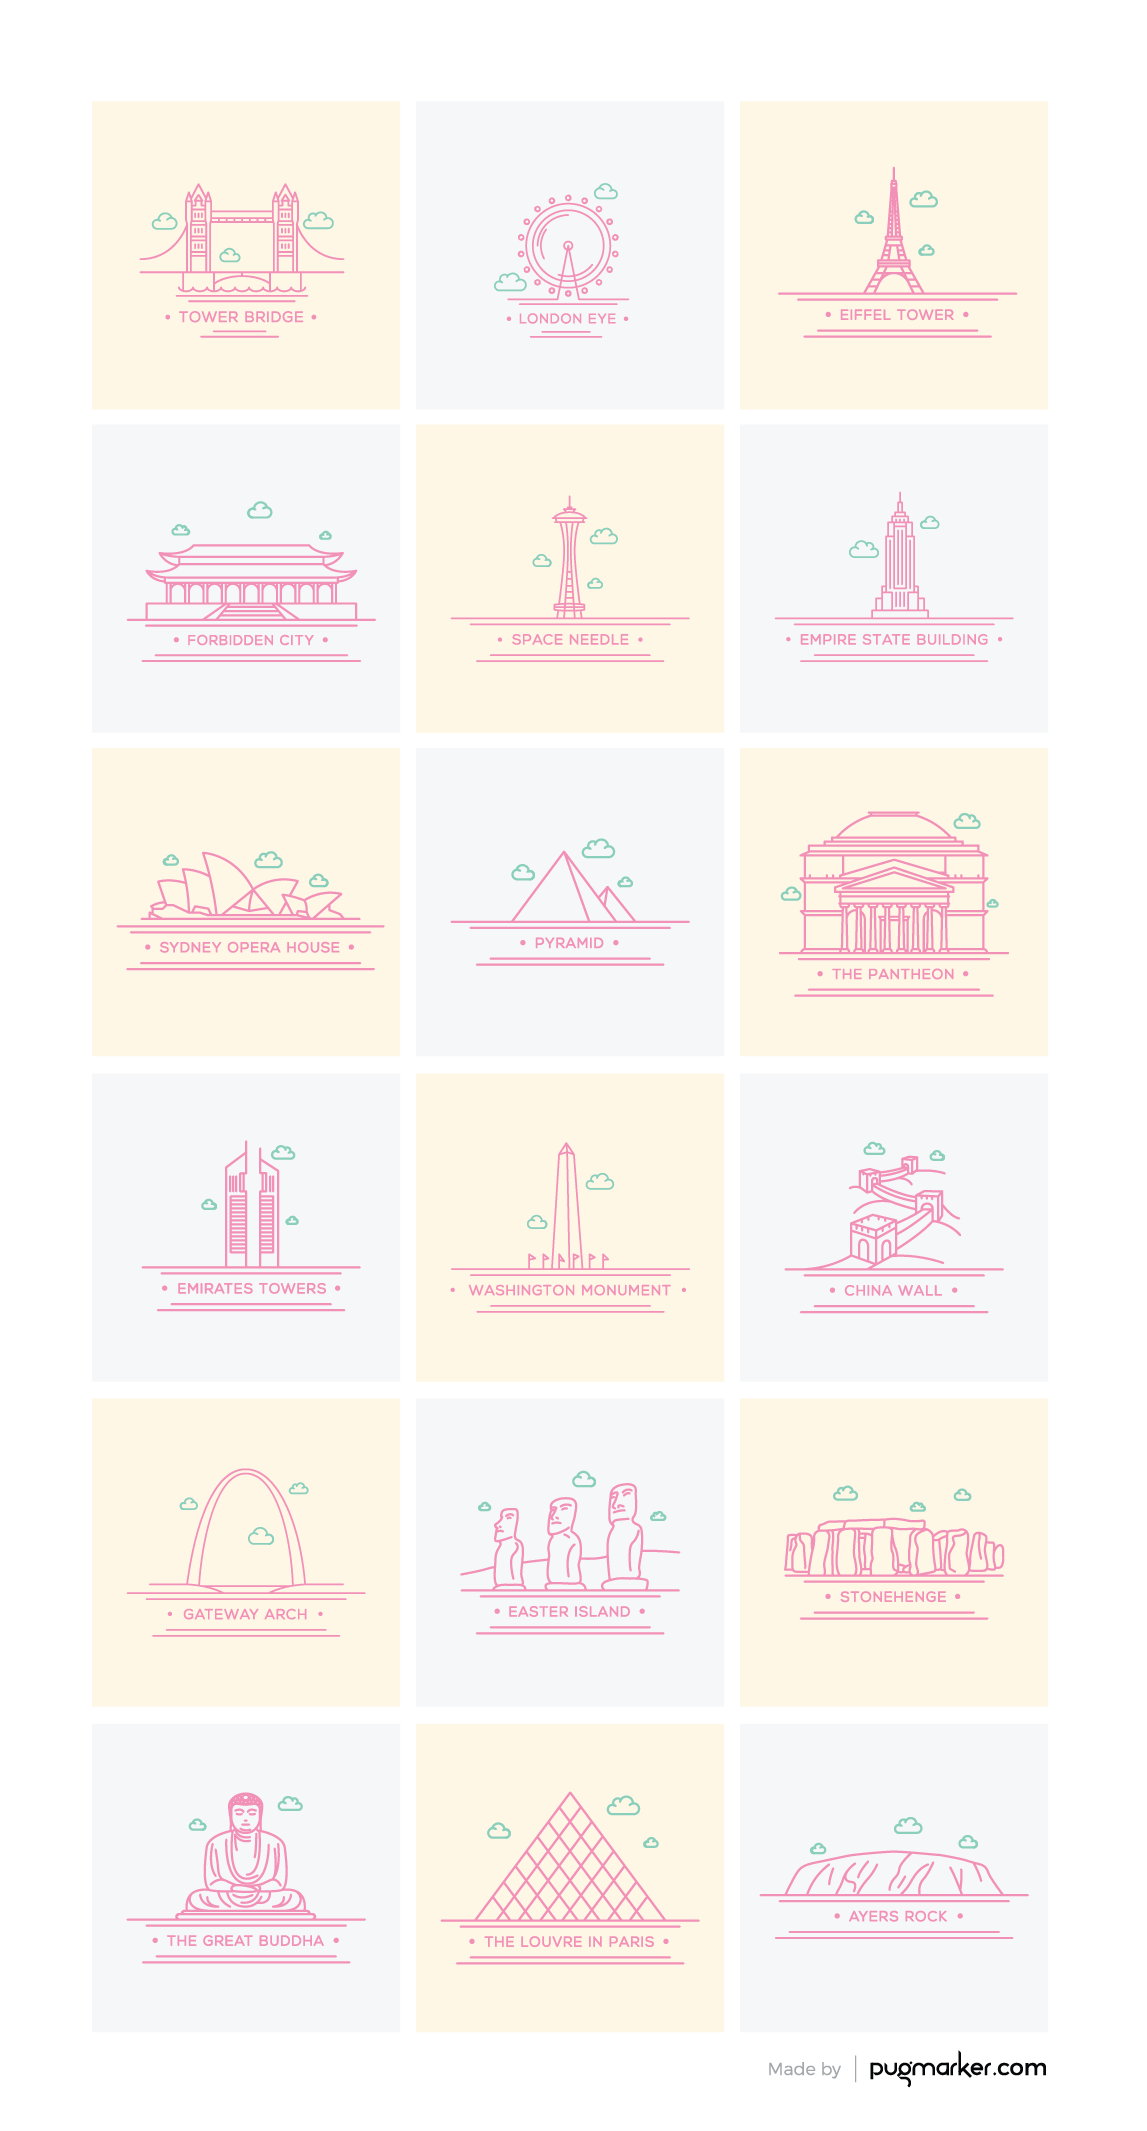 • TOWER BRIDGE •
• LONDON EYE •
• EIFFEL TOWER •
• FORBIDDEN CITY •
• SPACE NEEDLE •
• EMPIRE STATE BUILDING •
• SYDNEY OPERA HOUSE •
• PYRAMID •
• THE PANTHEON •
• EMIRATES TOWERS •
• WASHINGTON MONUMENT •
• CHINA WALL •
• GATEWAY ARCH •
• EASTER ISLAND •
• STONEHENGE •
• THE GREAT BUDDHA •
• THE LOUVRE IN PARIS •
• AYERS ROCK •
Made by | pugmarker.com